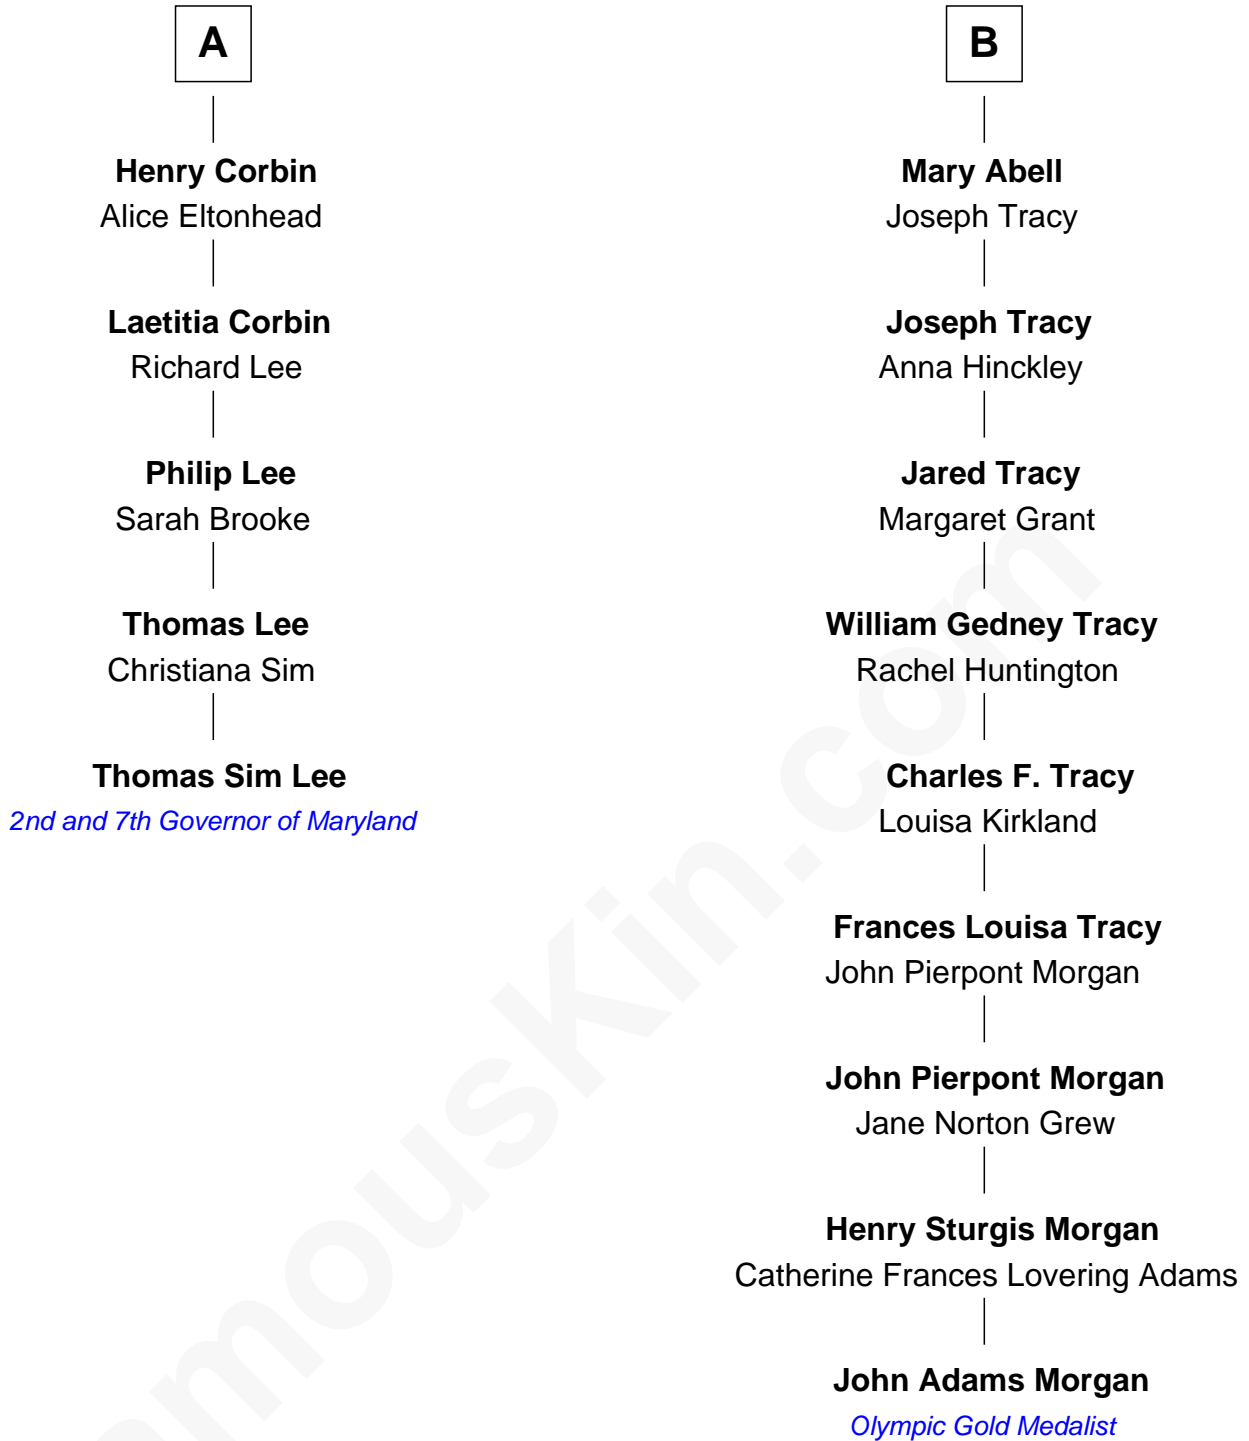 A
Henry Corbin
Alice Eltonhead
Laetitia Corbin
Richard Lee
Philip Lee
Sarah Brooke
Thomas Lee
Christiana Sim
Thomas Sim Lee
2nd and 7th Governor of Maryland
B
Mary Abell
Joseph Tracy
Joseph Tracy
Anna Hinckley
Jared Tracy
Margaret Grant
William Gedney Tracy
Rachel Huntington
Charles F. Tracy
Louisa Kirkland
Frances Louisa Tracy
John Pierpont Morgan
John Pierpont Morgan
Jane Norton Grew
Henry Sturgis Morgan
Catherine Frances Lovering Adams
John Adams Morgan
Olympic Gold Medalist
amousKin.com